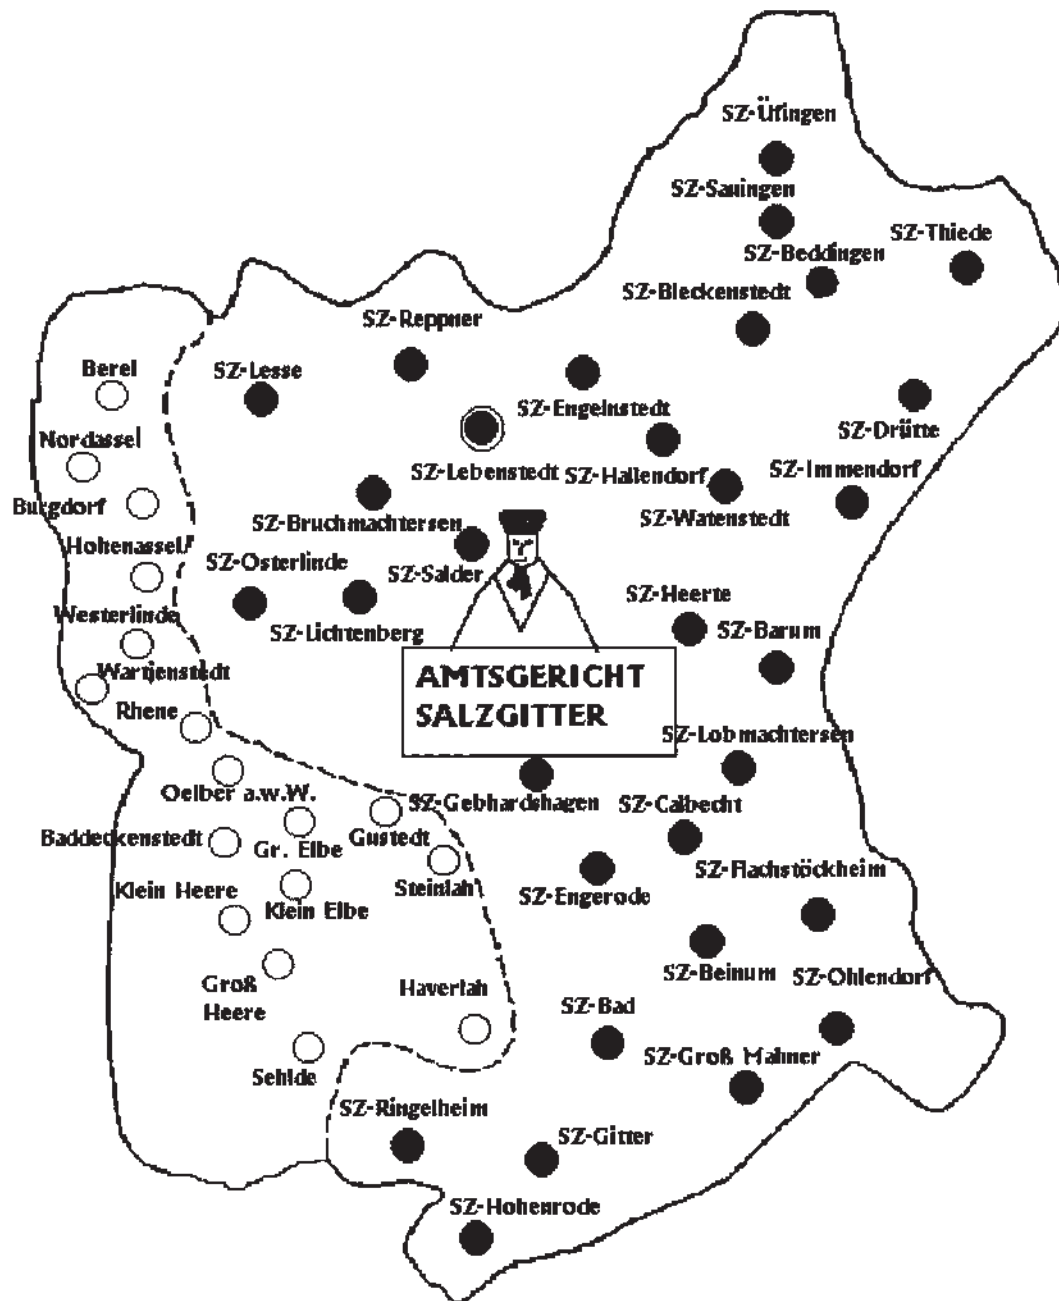 SZ-Üfingen
SZ-Sauingen
SZ-Thiede
SZ-Beddingen
SZ-Bleckenstedt
SZ-Reppner
Berel
SZ-Lesse
SZ-Engelnstedt
SZ-Drütte
Nordassel
SZ-Lebenstedt
SZ-Hallendorf
SZ-Immendorf
Burgdorf
SZ-Bruchmachtersen
SZ-Watenstedt
Hohenassel
SZ-Osterlinde
SZ-Salder
Westerlinde
SZ-Heerte
SZ-Lichtenberg
SZ-Barum
Wartjenstedt
AMTSGERICHT
SALZGITTER
Rhene
SZ-Lobmachtersen
Oelber a.w.W.
SZ-Gebhardshagen
SZ-Calbecht
Baddeckenstedt
Gr. Elbe
Gustedt
SZ-Flachstöckheim
Klein Heere
Steinlah
SZ-Engerode
Klein Elbe
SZ-Beinum
SZ-Ohlendorf
Groß
Heere
Haverlah
SZ-Bad
SZ-Groß Mahner
Sehlde
SZ-Ringelheim
SZ-Gitter
SZ-Hohenrode